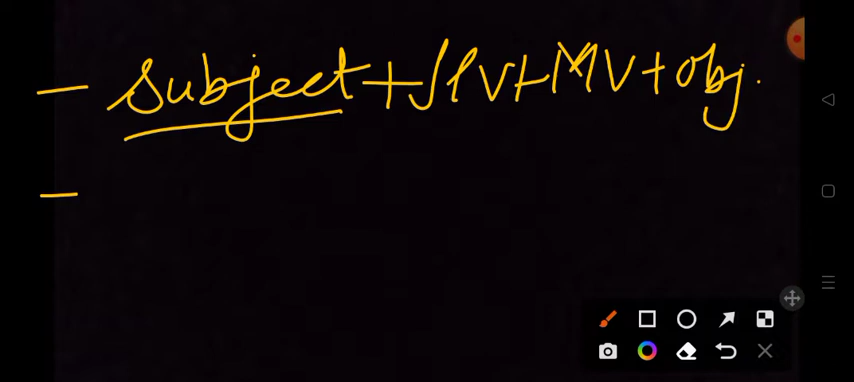 - Subject + HV + MV + Obj.
-